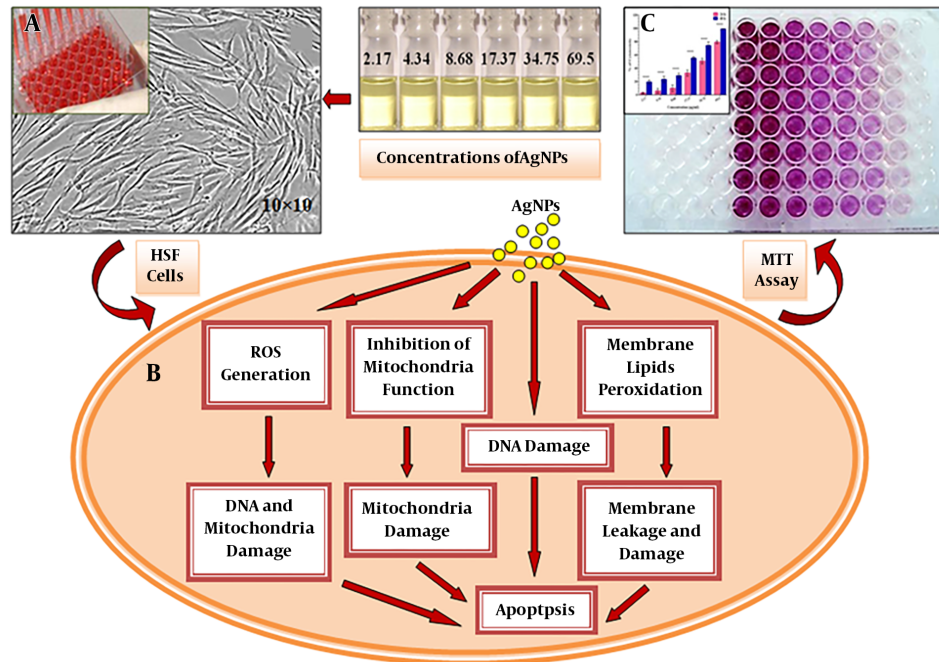 A
10×10
2.17 4.34 8.68 17.37 34.75 69.5
Concentrations ofAgNPs
C
HSF
Cells
AgNPs
MTT
Assay
B
ROS
Generation
Inhibition of
Mitochondria
Function
Membrane
Lipids
Peroxidation
DNA Damage
DNA and
Mitochondria
Damage
Mitochondria
Damage
Membrane
Leakage and
Damage
Apoptpsis